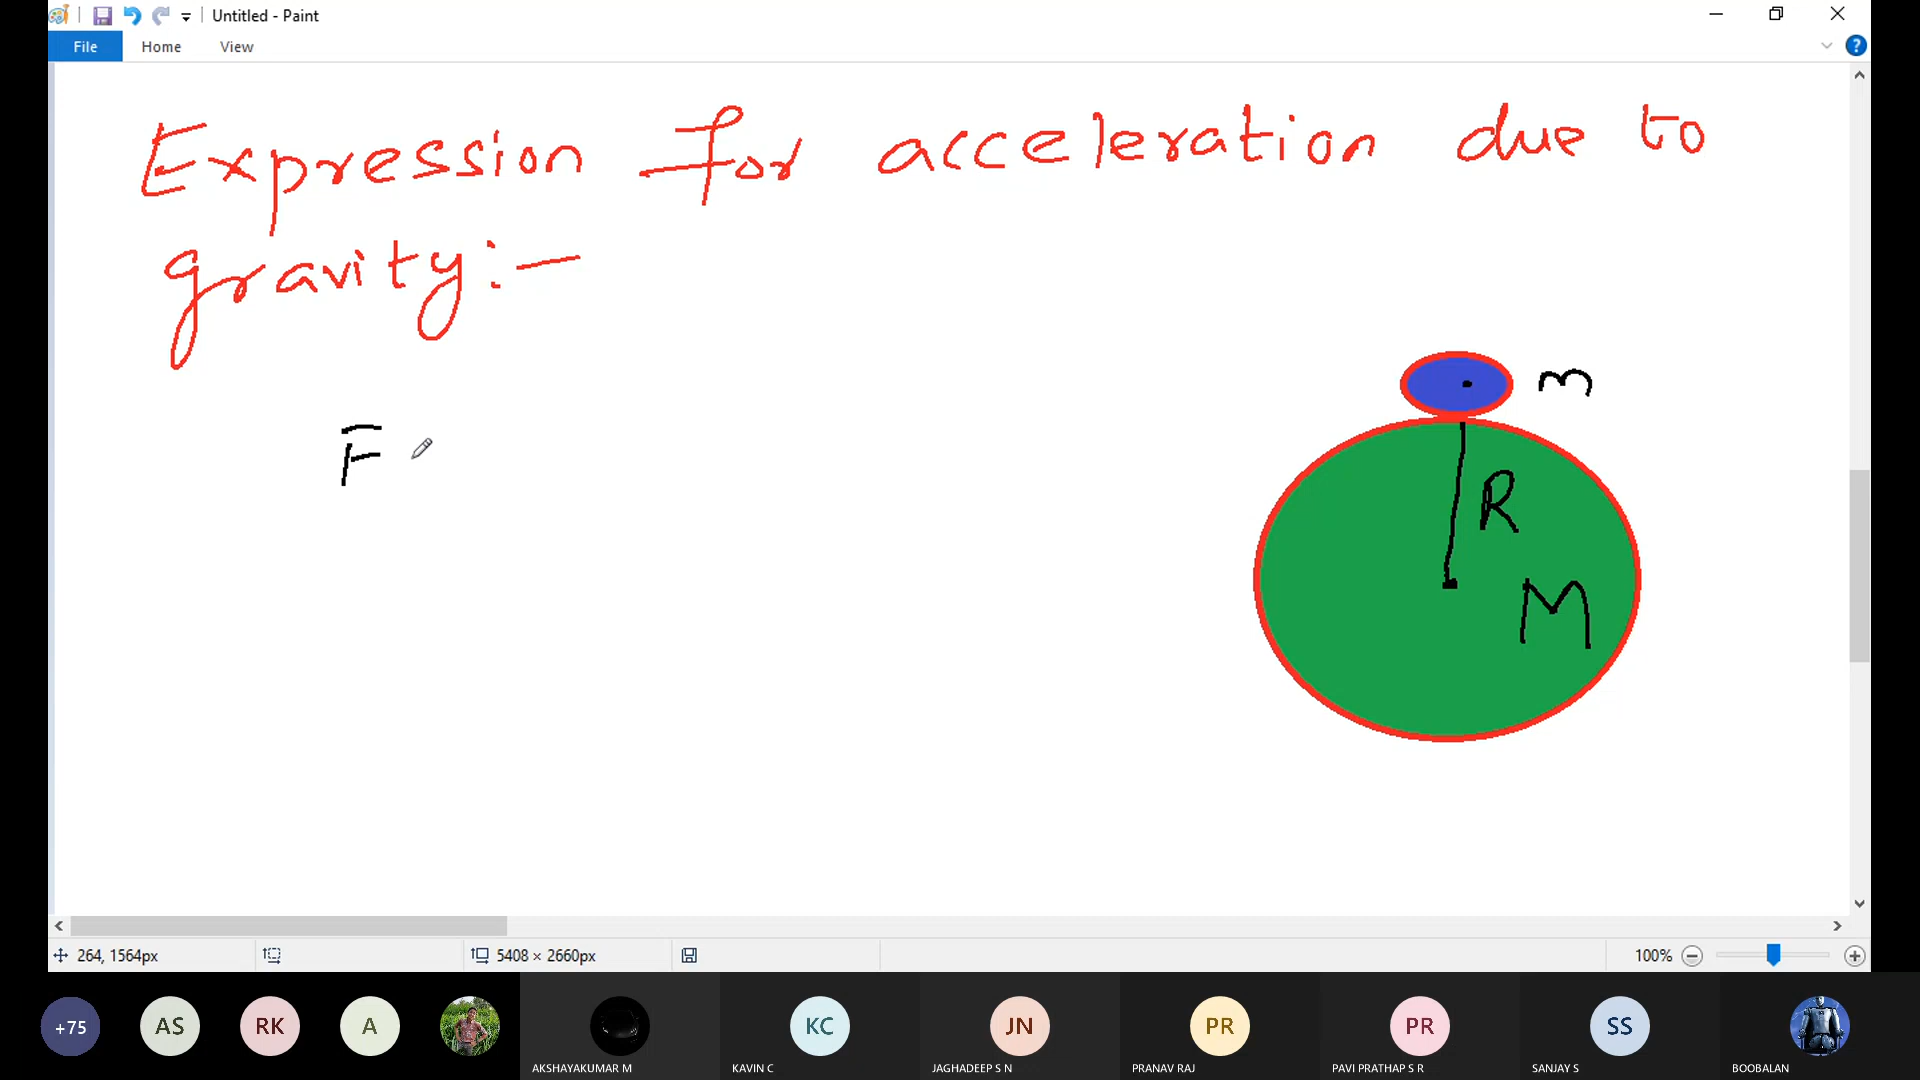 Untitled - Paint
File Home View
Expression for acceleration due to
gravity:-
m
F
R
M
264, 1564px
5408 × 2660px
100%
+75
AS
RK
A
KC
JN
PR
PR
SS
AKSHAYAKUMAR M
KAVIN C
JAGHADEEP S N
PRANAV RAJ
PAVI PRATHAP S R
SANJAY S
BOOBALAN